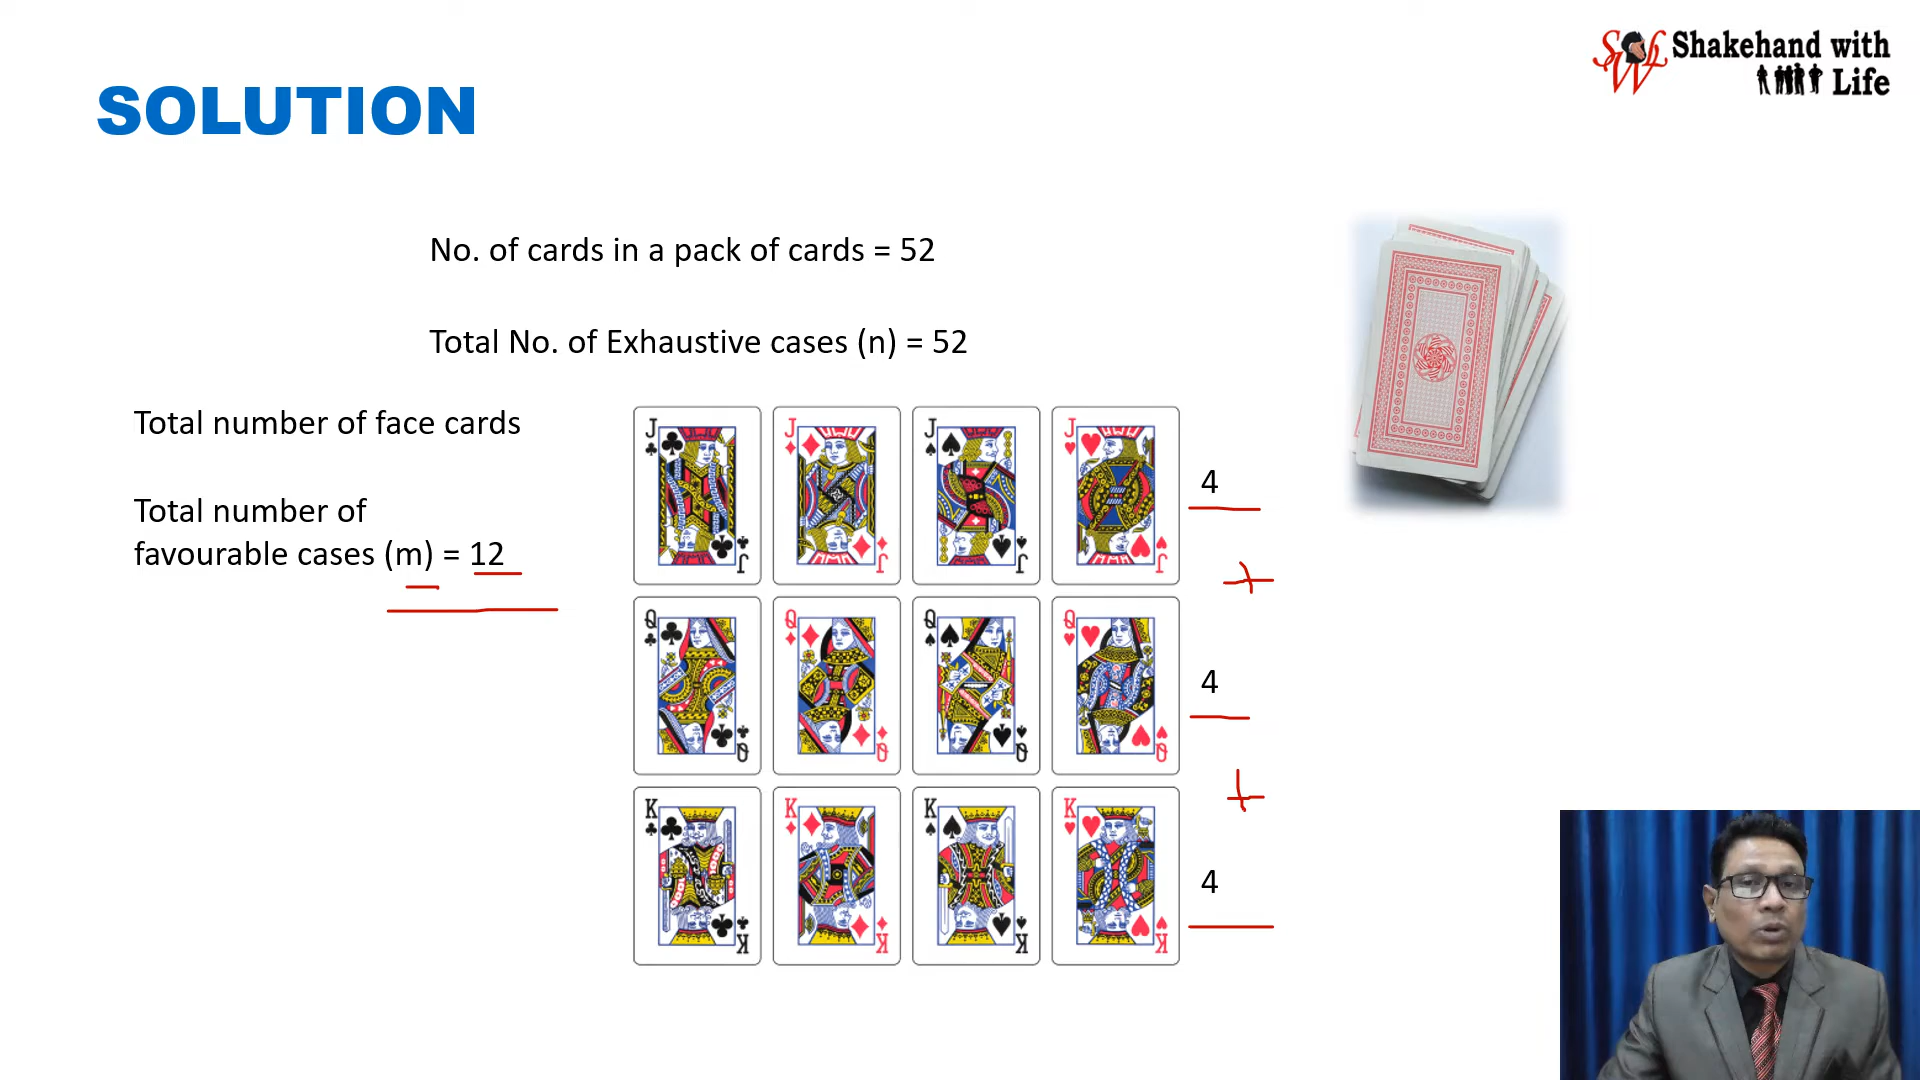 SWL
Shakehand with
Life
SOLUTION
No. of cards in a pack of cards = 52
Total No. of Exhaustive cases (n) = 52
Total number of face cards
Total number of
favourable cases (m) = 12
J J J J
4
J J J J
+
Q Q Q Q
4
Q Q Q Q
+
K K K K
4
K K K K